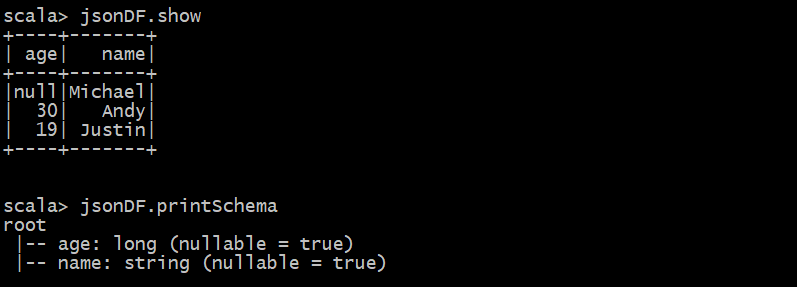 scala> jsonDF.show
+----+-------+
| age|   name|
+----+-------+
|null|Michael|
|  30|   Andy|
|  19| Justin|
+----+-------+
scala> jsonDF.printSchema
root
 |-- age: long (nullable = true)
 |-- name: string (nullable = true)